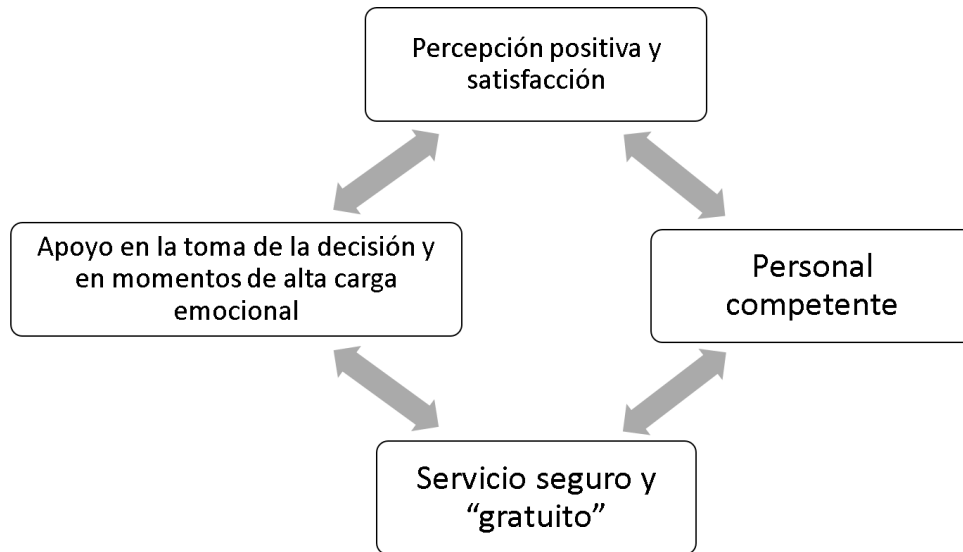 Percepción positiva y
satisfacción
Apoyo en la toma de la decisión y
en momentos de alta carga
emocional
Personal
competente
Servicio seguro y
“gratuito”